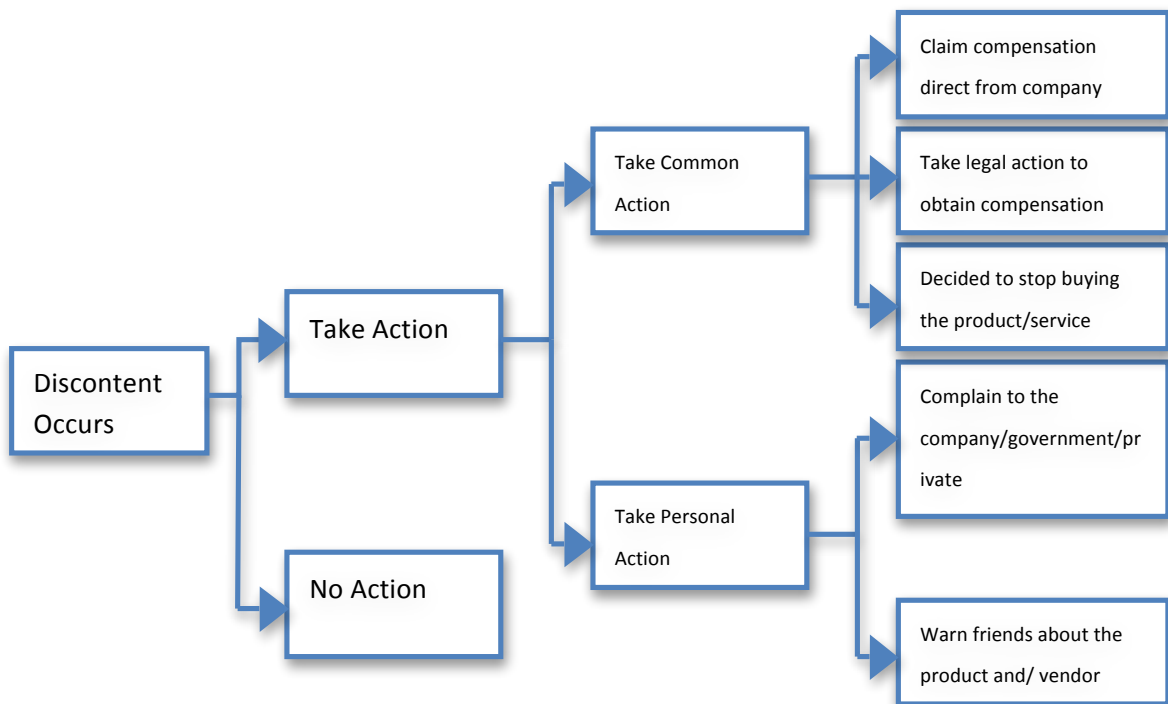 Discontent
Occurs
Take Action
No Action
Take Common
Action
Take Personal
Action
Claim compensation
direct from company
Take legal action to
obtain compensation
Decided to stop buying
the product/service
Complain to the
company/government/pr
ivate
Warn friends about the
product and/ vendor